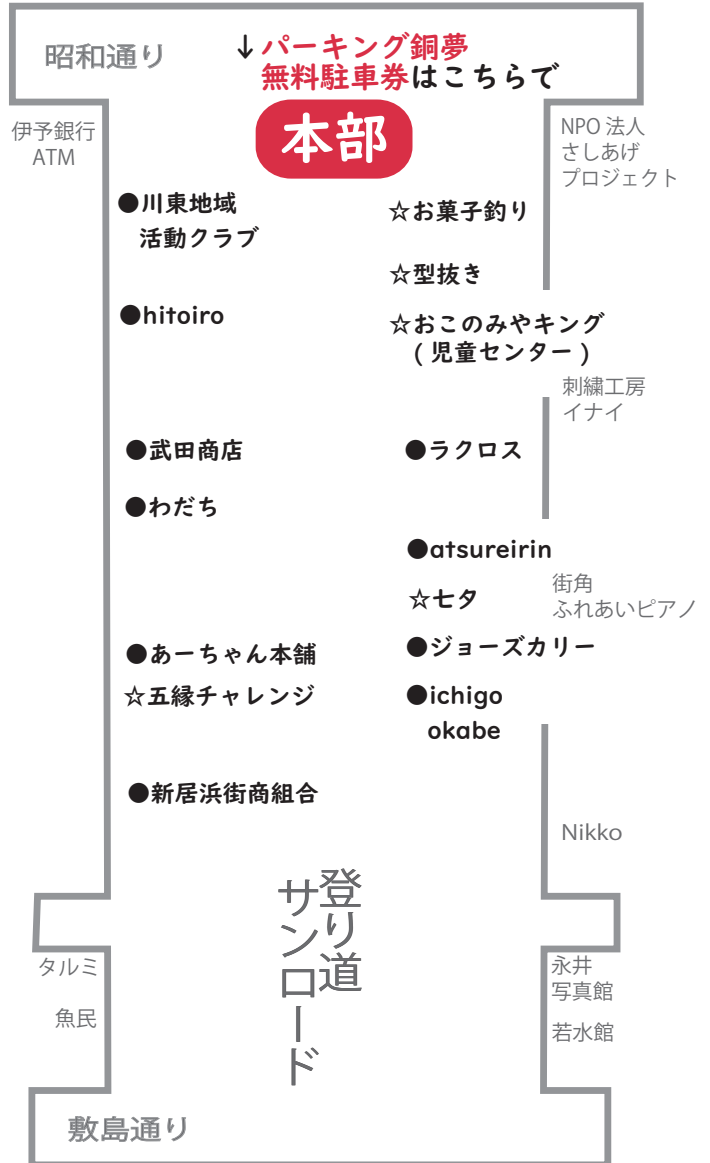 昭和通り
↓パーキング銅夢
無料駐車券はこちらで
本部
伊予銀行
ATM
NPO 法人
さしあげ
プロジェクト
●川東地域
活動クラブ
☆お菓子釣り
☆型抜き
●hitoiro
☆おこのみやキング
(児童センター)
刺繍工房
イナイ
●武田商店
●ラクロス
●わだち
●atsureirin
☆七夕
街角
ふれあいピアノ
●あーちゃん本舗
●ジョーズカリー
☆五縁チャレンジ
●ichigo
okabe
●新居浜街商組合
Nikko
登り道
サンロード
タルミ
魚民
永井
写真館
若水館
敷島通り